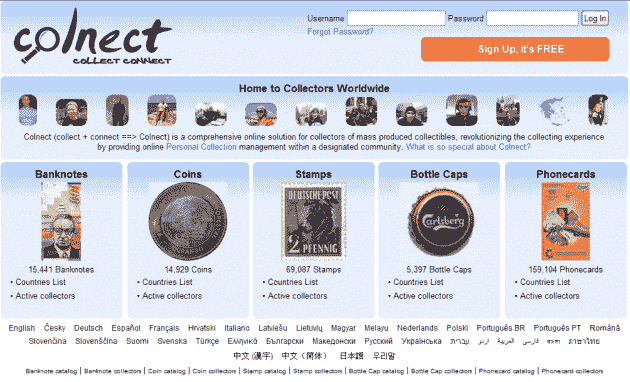 colnect
COLLECT CONNECT
Username Password Log In
Forgot Password?
Sign Up, it's FREE
Home to Collectors Worldwide
Colnect (collect + connect ==> Colnect) is a comprehensive online solution for collectors of mass produced collectibles, revolutionizing the collecting experience
by providing online Personal Collection management within a designated community. What is so special about Colnect?
Banknotes Coins Stamps Bottle Caps Phonecards
DEUTSCHE POST
2 PFENNIG
Carlsberg
15,441 Banknotes 14,929 Coins 69,087 Stamps 5,397 Bottle Caps 159,104 Phonecards
• Countries List • Countries List • Countries List • Countries List • Countries List
• Active collectors • Active collectors • Active collectors • Active collectors • Active collectors
English Česky Deutsch Español Français Hrvatski Italiano Latviešu Lietuvių Magyar Melayu Nederlands Polski Português BR Português PT Română
Slovenčina Slovenščina Suomi Svenska Türkçe Ελληνικά Български Македонски Русский Українська עברית اردو العربية فارسی বাংলা ภาษาไทย
中文 (漢字) 中文 (简体) 日本語 우리말
Banknote catalog | Banknote collectors | Coin catalog | Coin collectors | Stamp catalog | Stamp collectors | Bottle Cap catalog | Bottle Cap collectors | Phonecard catalog | Phonecard collectors